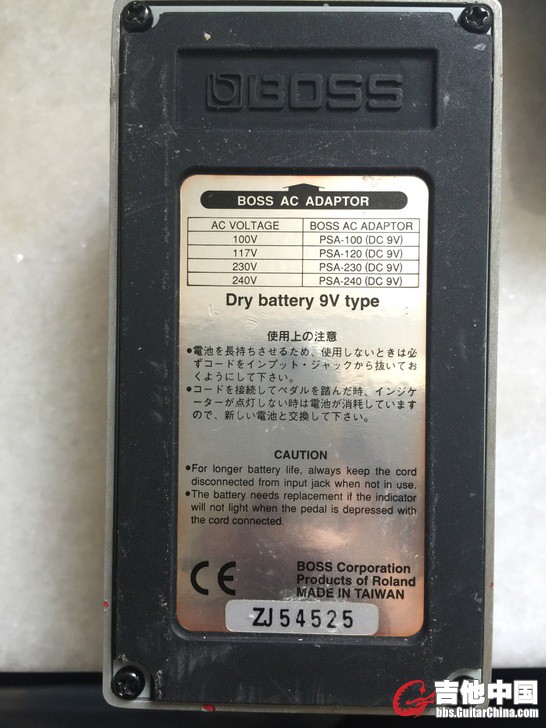 BOSS
BOSS AC ADAPTOR
AC VOLTAGE BOSS AC ADAPTOR
100V PSA-100 (DC 9V)
117V PSA-120 (DC 9V)
230V PSA-230 (DC 9V)
240V PSA-240 (DC 9V)
Dry battery 9V type
使用上の注意
●電池を長持ちさせるため、使用しないときは必
ずコードをインプット・ジャックから抜いてお
くようにして下さい。
●コードを接続してペダルを踏んだ時、インジケ
ーターが点灯しない時は電池が消耗しています
ので、新しい電池と交換して下さい。
CAUTION
●For longer battery life, always keep the cord
disconnected from input jack when not in use.
●The battery needs replacement if the indicator
will not light when the pedal is depressed with
the cord connected.
CE
BOSS Corporation
Products of Roland
MADE IN TAIWAN
ZJ54525
吉他中国
bbs.GuitarChina.com